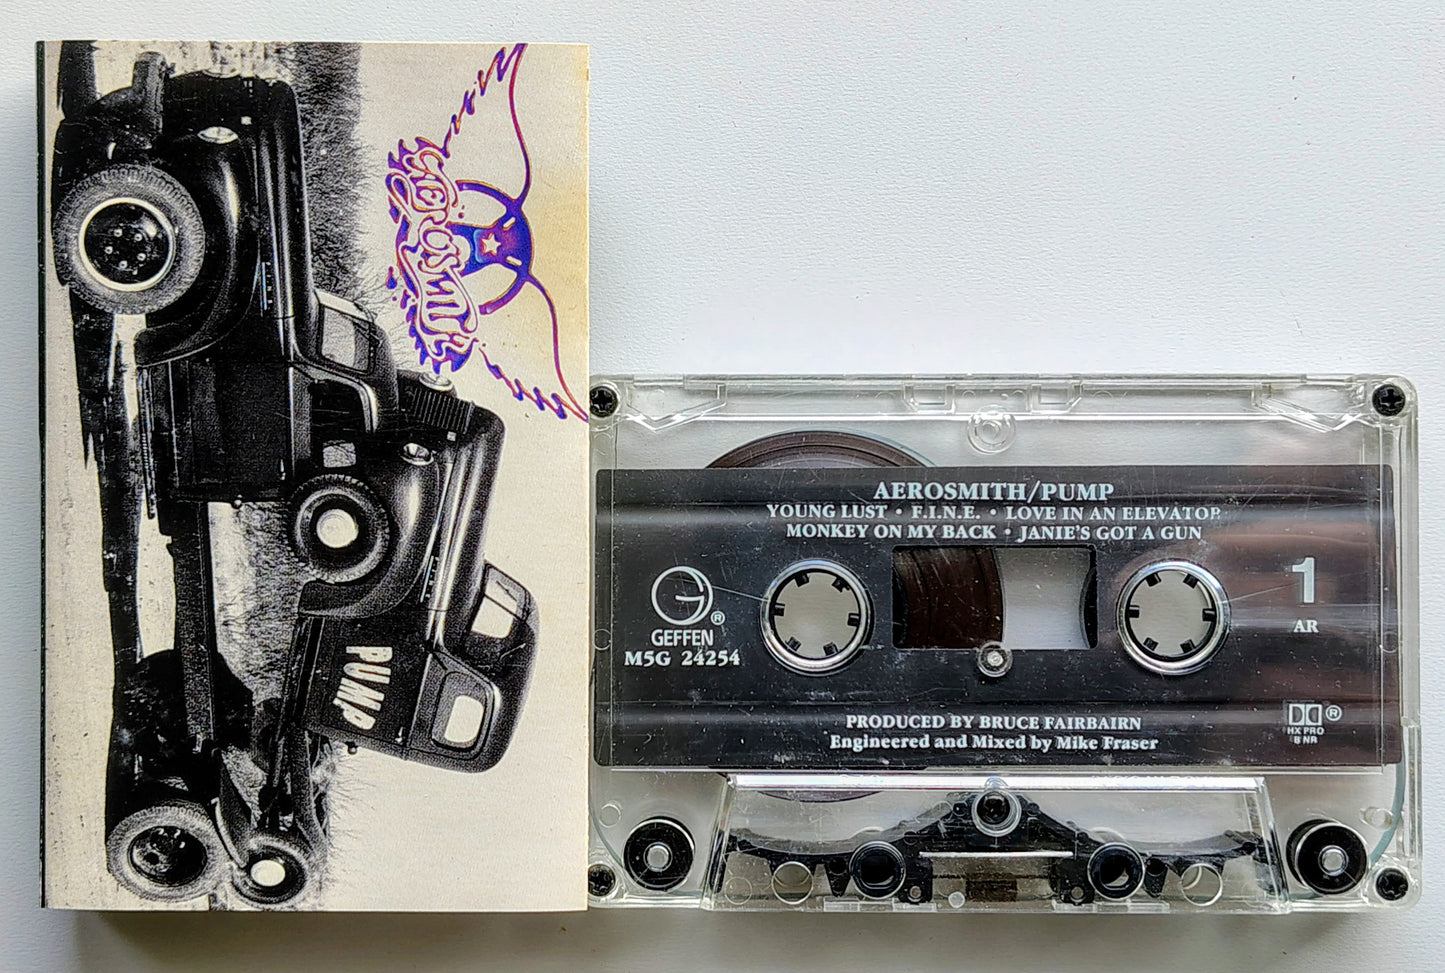 AEROSMITH
PUMP
AEROSMITH/PUMP
YOUNG LUST • F.I.N.E. • LOVE IN AN ELEVATOR
MONKEY ON MY BACK • JANIE'S GOT A GUN
G®
GEFFEN
M5G 24254
1
AR
PRODUCED BY BRUCE FAIRBAIRN
Engineered and Mixed by Mike Fraser
®
HX PRO
B NR